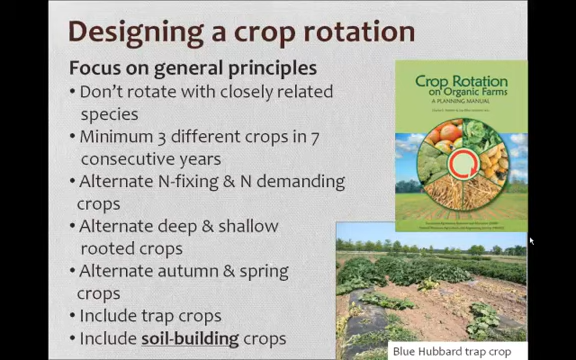 Designing a crop rotation
Focus on general principles
• Don't rotate with closely related
species
• Minimum 3 different crops in 7
consecutive years
• Alternate N-fixing & N demanding
crops
• Alternate deep & shallow
rooted crops
• Alternate autumn & spring
crops
• Include trap crops
• Include soil-building crops
Crop Rotation
on Organic Farms
A PLANNING MANUAL
Blue Hubbard trap crop